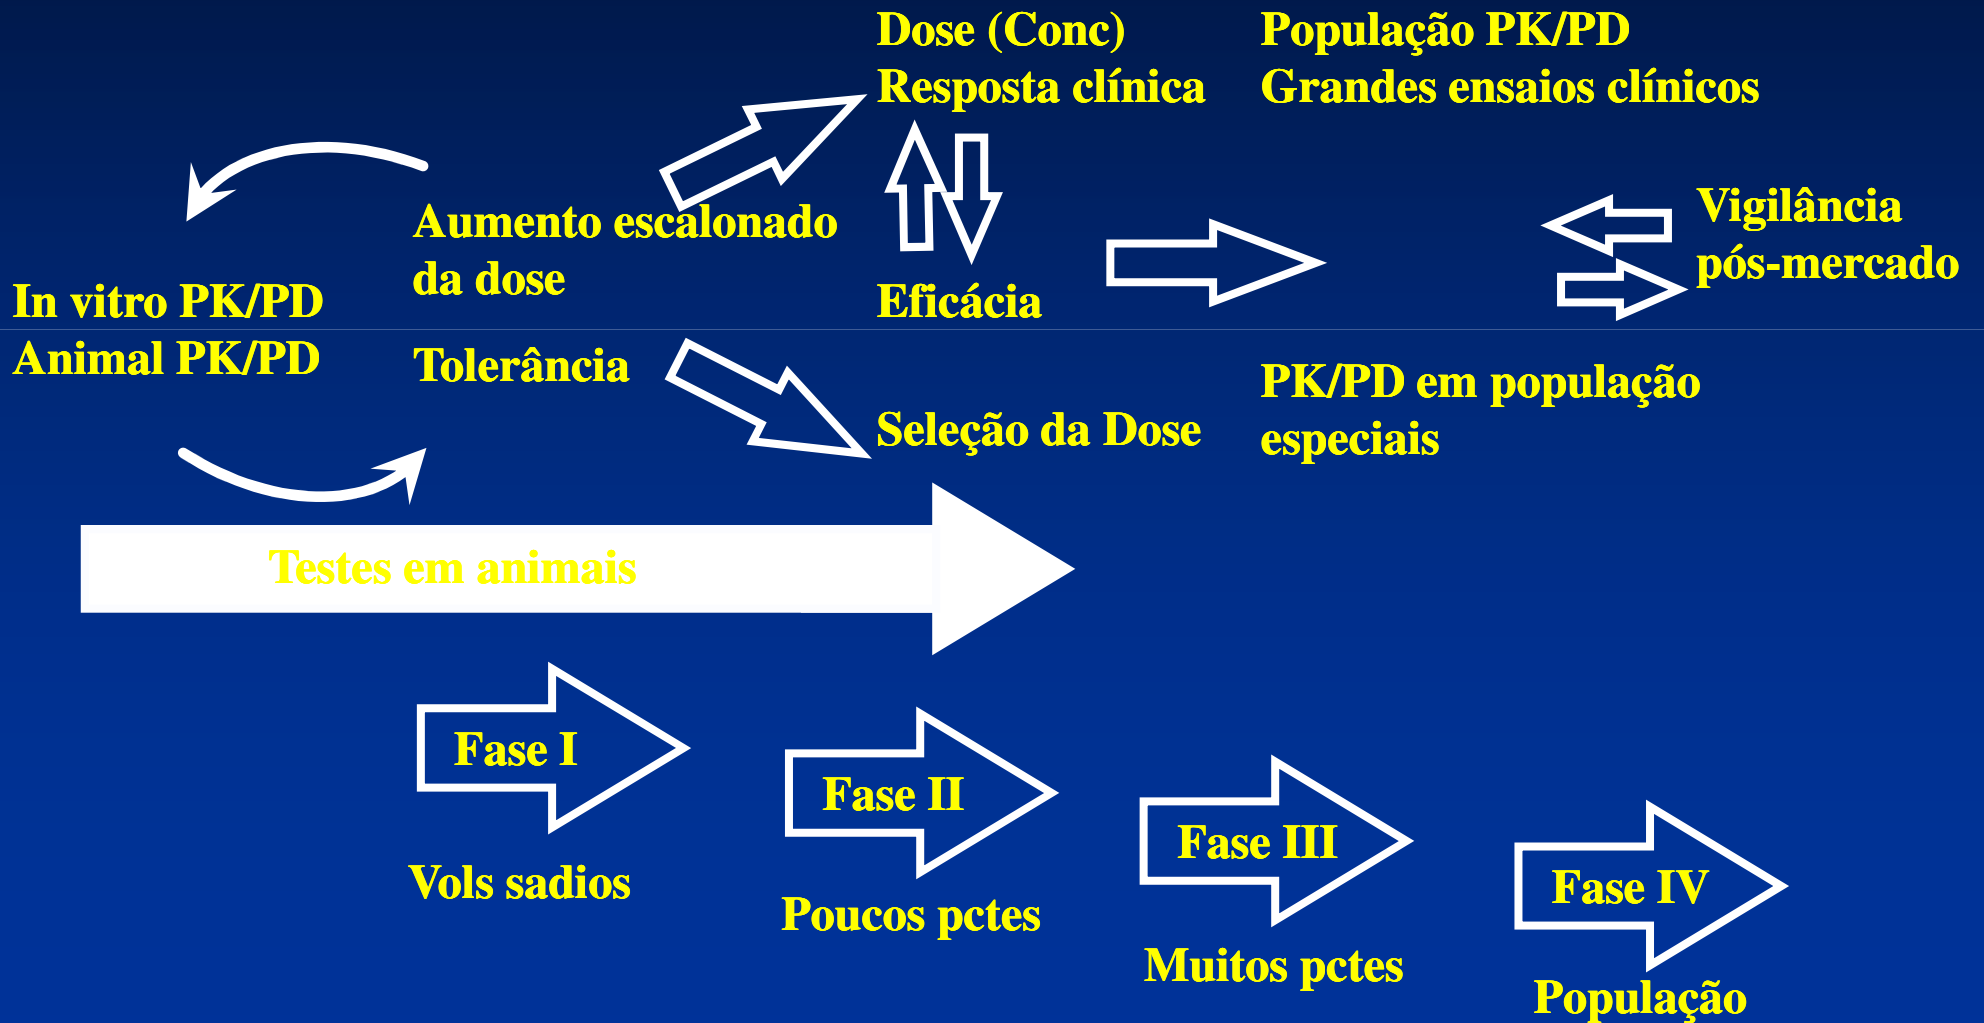 Dose (Conc)
Resposta clínica
População PK/PD
Grandes ensaios clínicos
Aumento escalonado
da dose
Vigilância
pós-mercado
In vitro PK/PD
Animal PK/PD
Eficácia
Tolerância
Seleção da Dose
PK/PD em população
especiais
Testes em animais
Fase I
Fase II
Fase III
Fase IV
Vols sadios
Poucos pctes
Muitos pctes
População